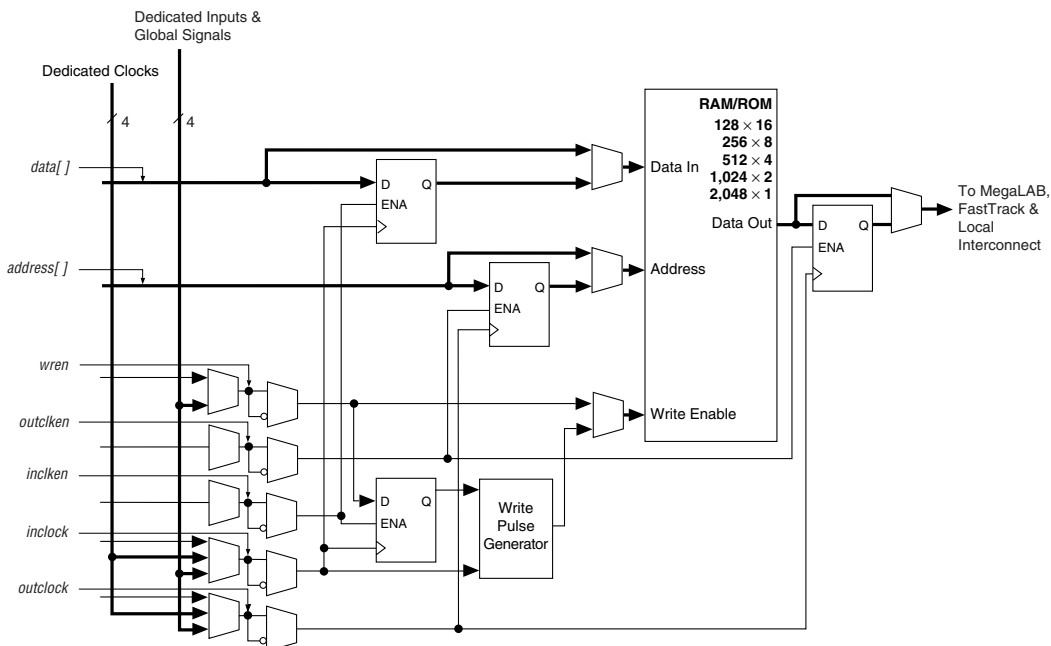 Dedicated Inputs &
Global Signals
Dedicated Clocks
4
4
RAM/ROM
128 × 16
256 × 8
512 × 4
1,024 × 2
2,048 × 1
data[ ]
D
Q
ENA
Data In
Data Out
D
Q
ENA
To MegaLAB,
FastTrack &
Local
Interconnect
address[ ]
D
Q
ENA
Address
wren
Write Enable
outclken
inclken
D
Q
ENA
Write
Pulse
Generator
inclock
outclock